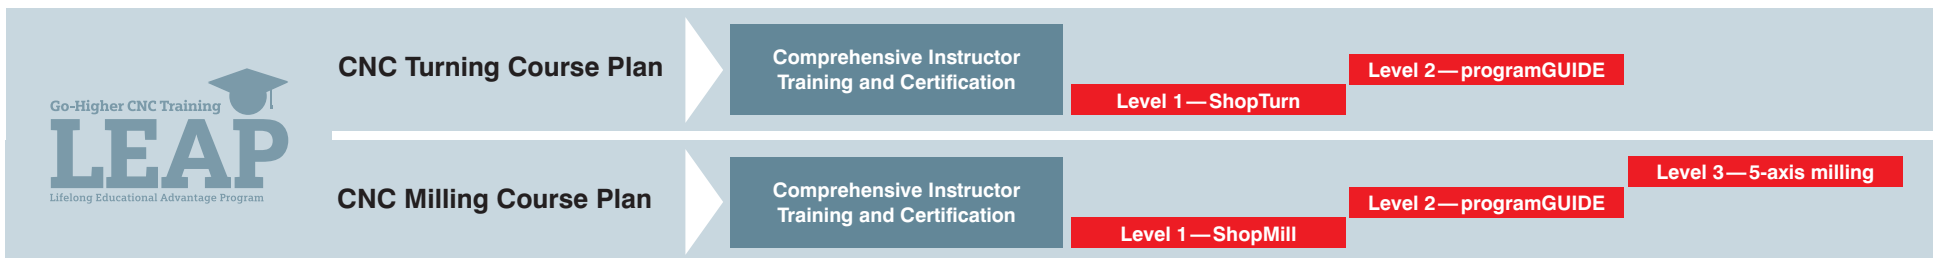 Go-Higher CNC Training
LEAP
Lifelong Educational Advantage Program
CNC Turning Course Plan
Comprehensive Instructor
Training and Certification
Level 1—ShopTurn
Level 2—programGUIDE
CNC Milling Course Plan
Comprehensive Instructor
Training and Certification
Level 1—ShopMill
Level 2—programGUIDE
Level 3—5-axis milling